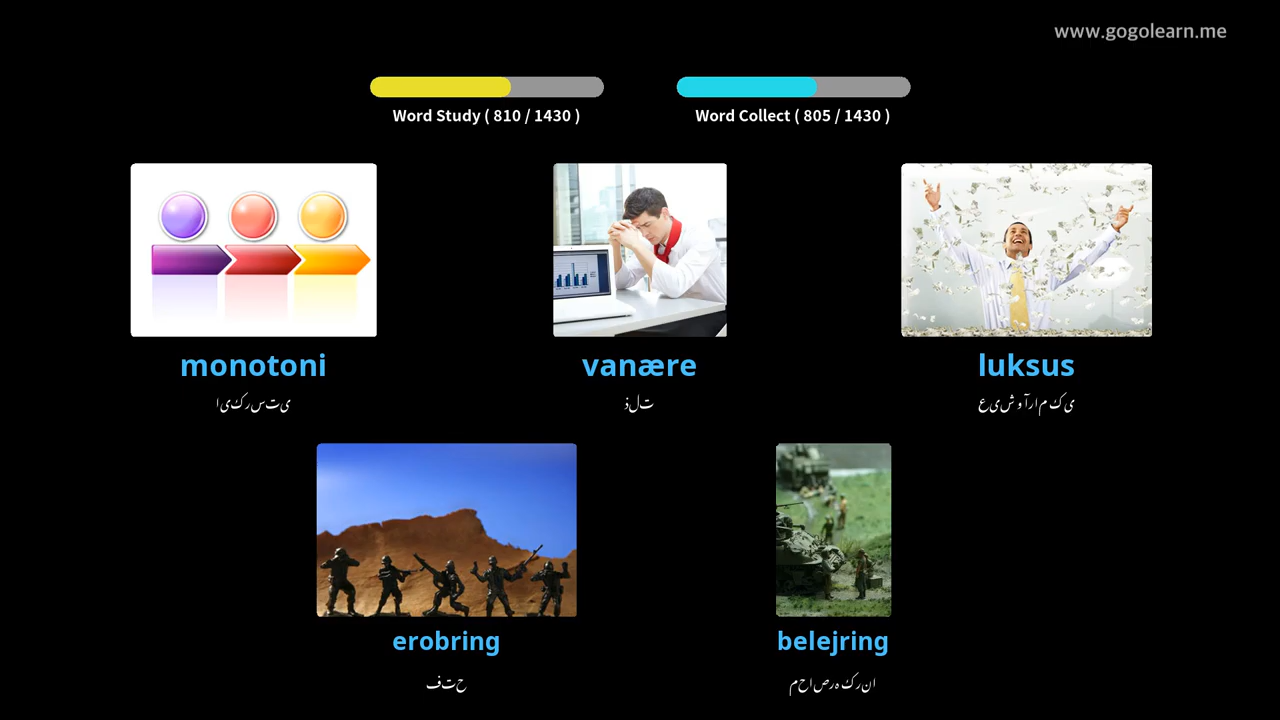 www.gogolearn.me
Word Study ( 810 / 1430 )
Word Collect ( 805 / 1430 )
monotoni
vanære
luksus
ایکرستی
ذلت
عیش و آرام کی
erobring
belejring
فتح
محاصرہ کرنا